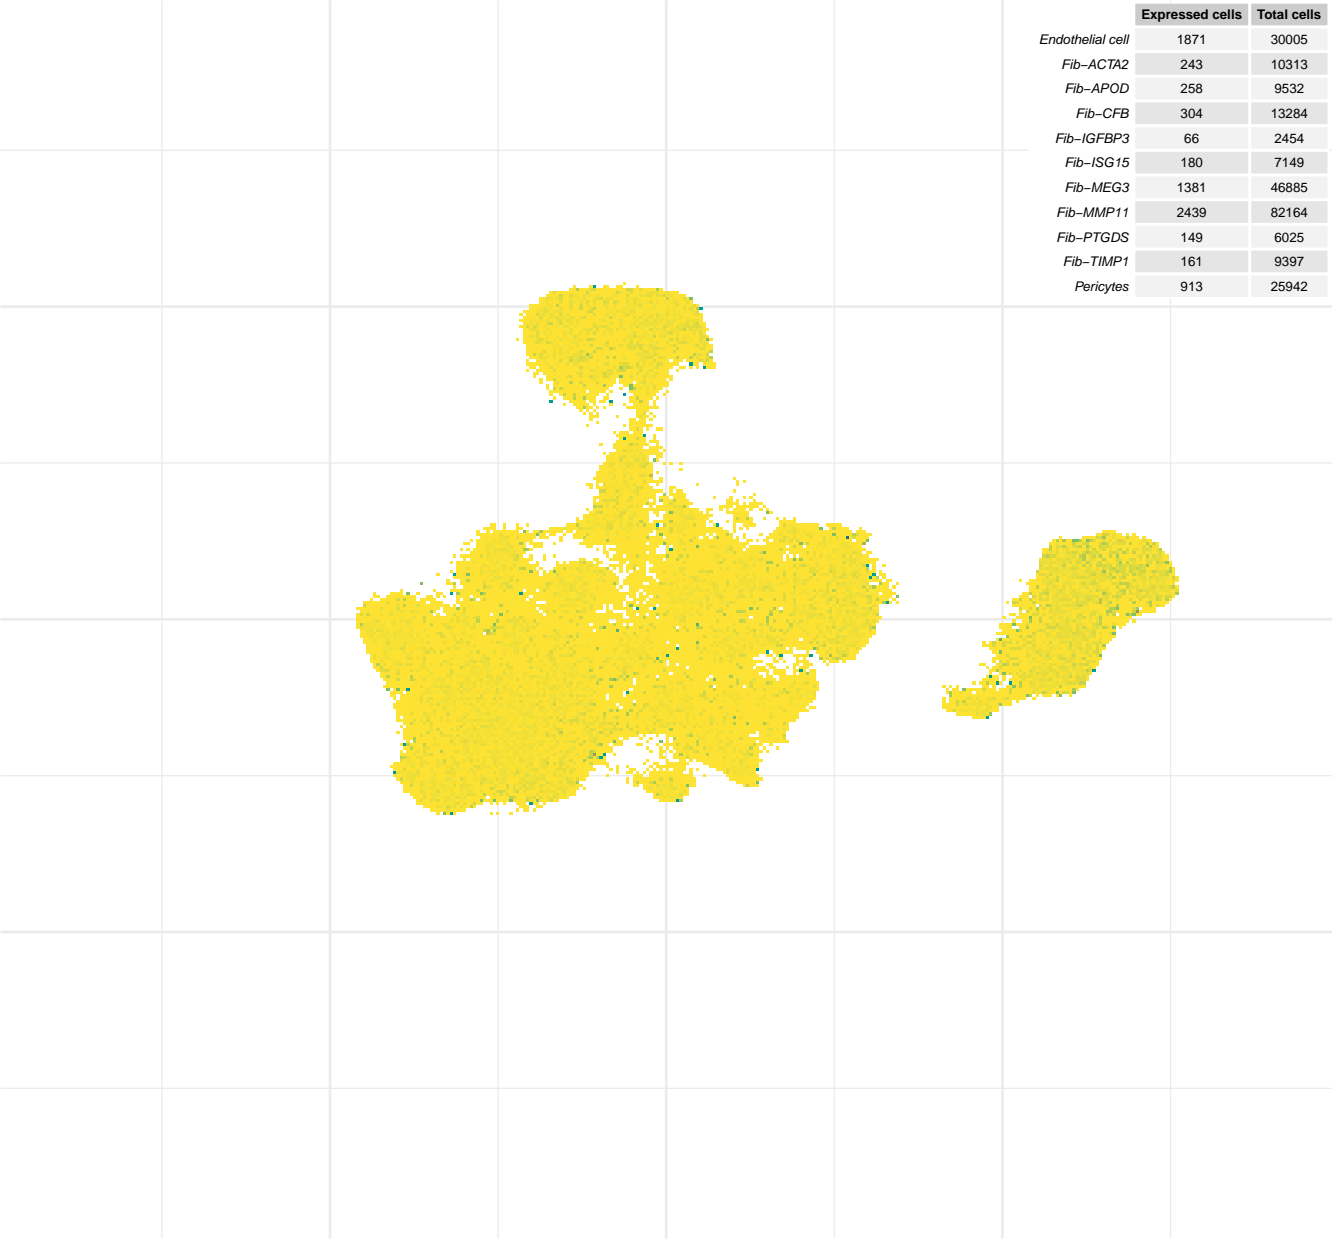 Expressed cells Total cells
Endothelial cell 1871 30005
Fib−ACTA2 243 10313
Fib−APOD 258 9532
Fib−CFB 304 13284
Fib−IGFBP3 66 2454
Fib−ISG15 180 7149
Fib−MEG3 1381 46885
Fib−MMP11 2439 82164
Fib−PTGDS 149 6025
Fib−TIMP1 161 9397
Pericytes 913 25942